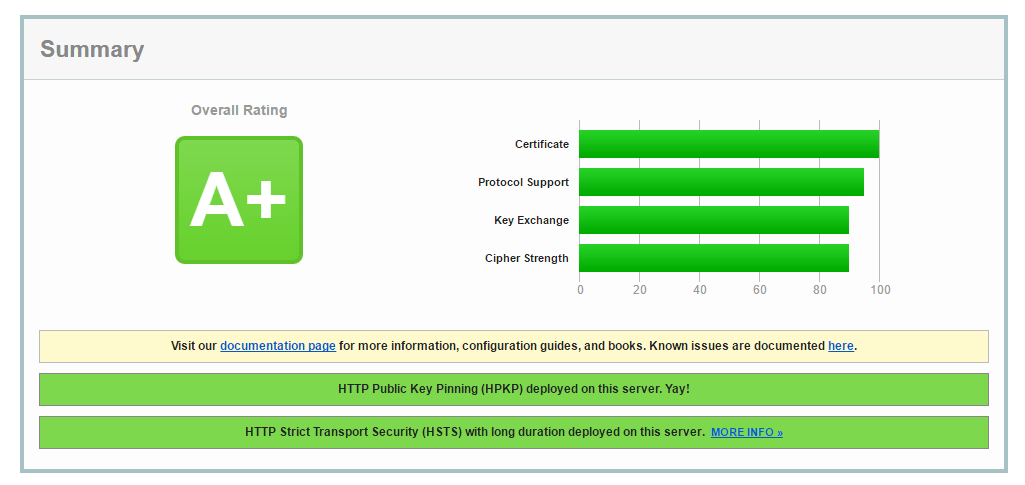 Summary
Overall Rating
A+
Certificate
Protocol Support
Key Exchange
Cipher Strength
0 20 40 60 80 100
Visit our documentation page for more information, configuration guides, and books. Known issues are documented here.
HTTP Public Key Pinning (HPKP) deployed on this server. Yay!
HTTP Strict Transport Security (HSTS) with long duration deployed on this server. MORE INFO »